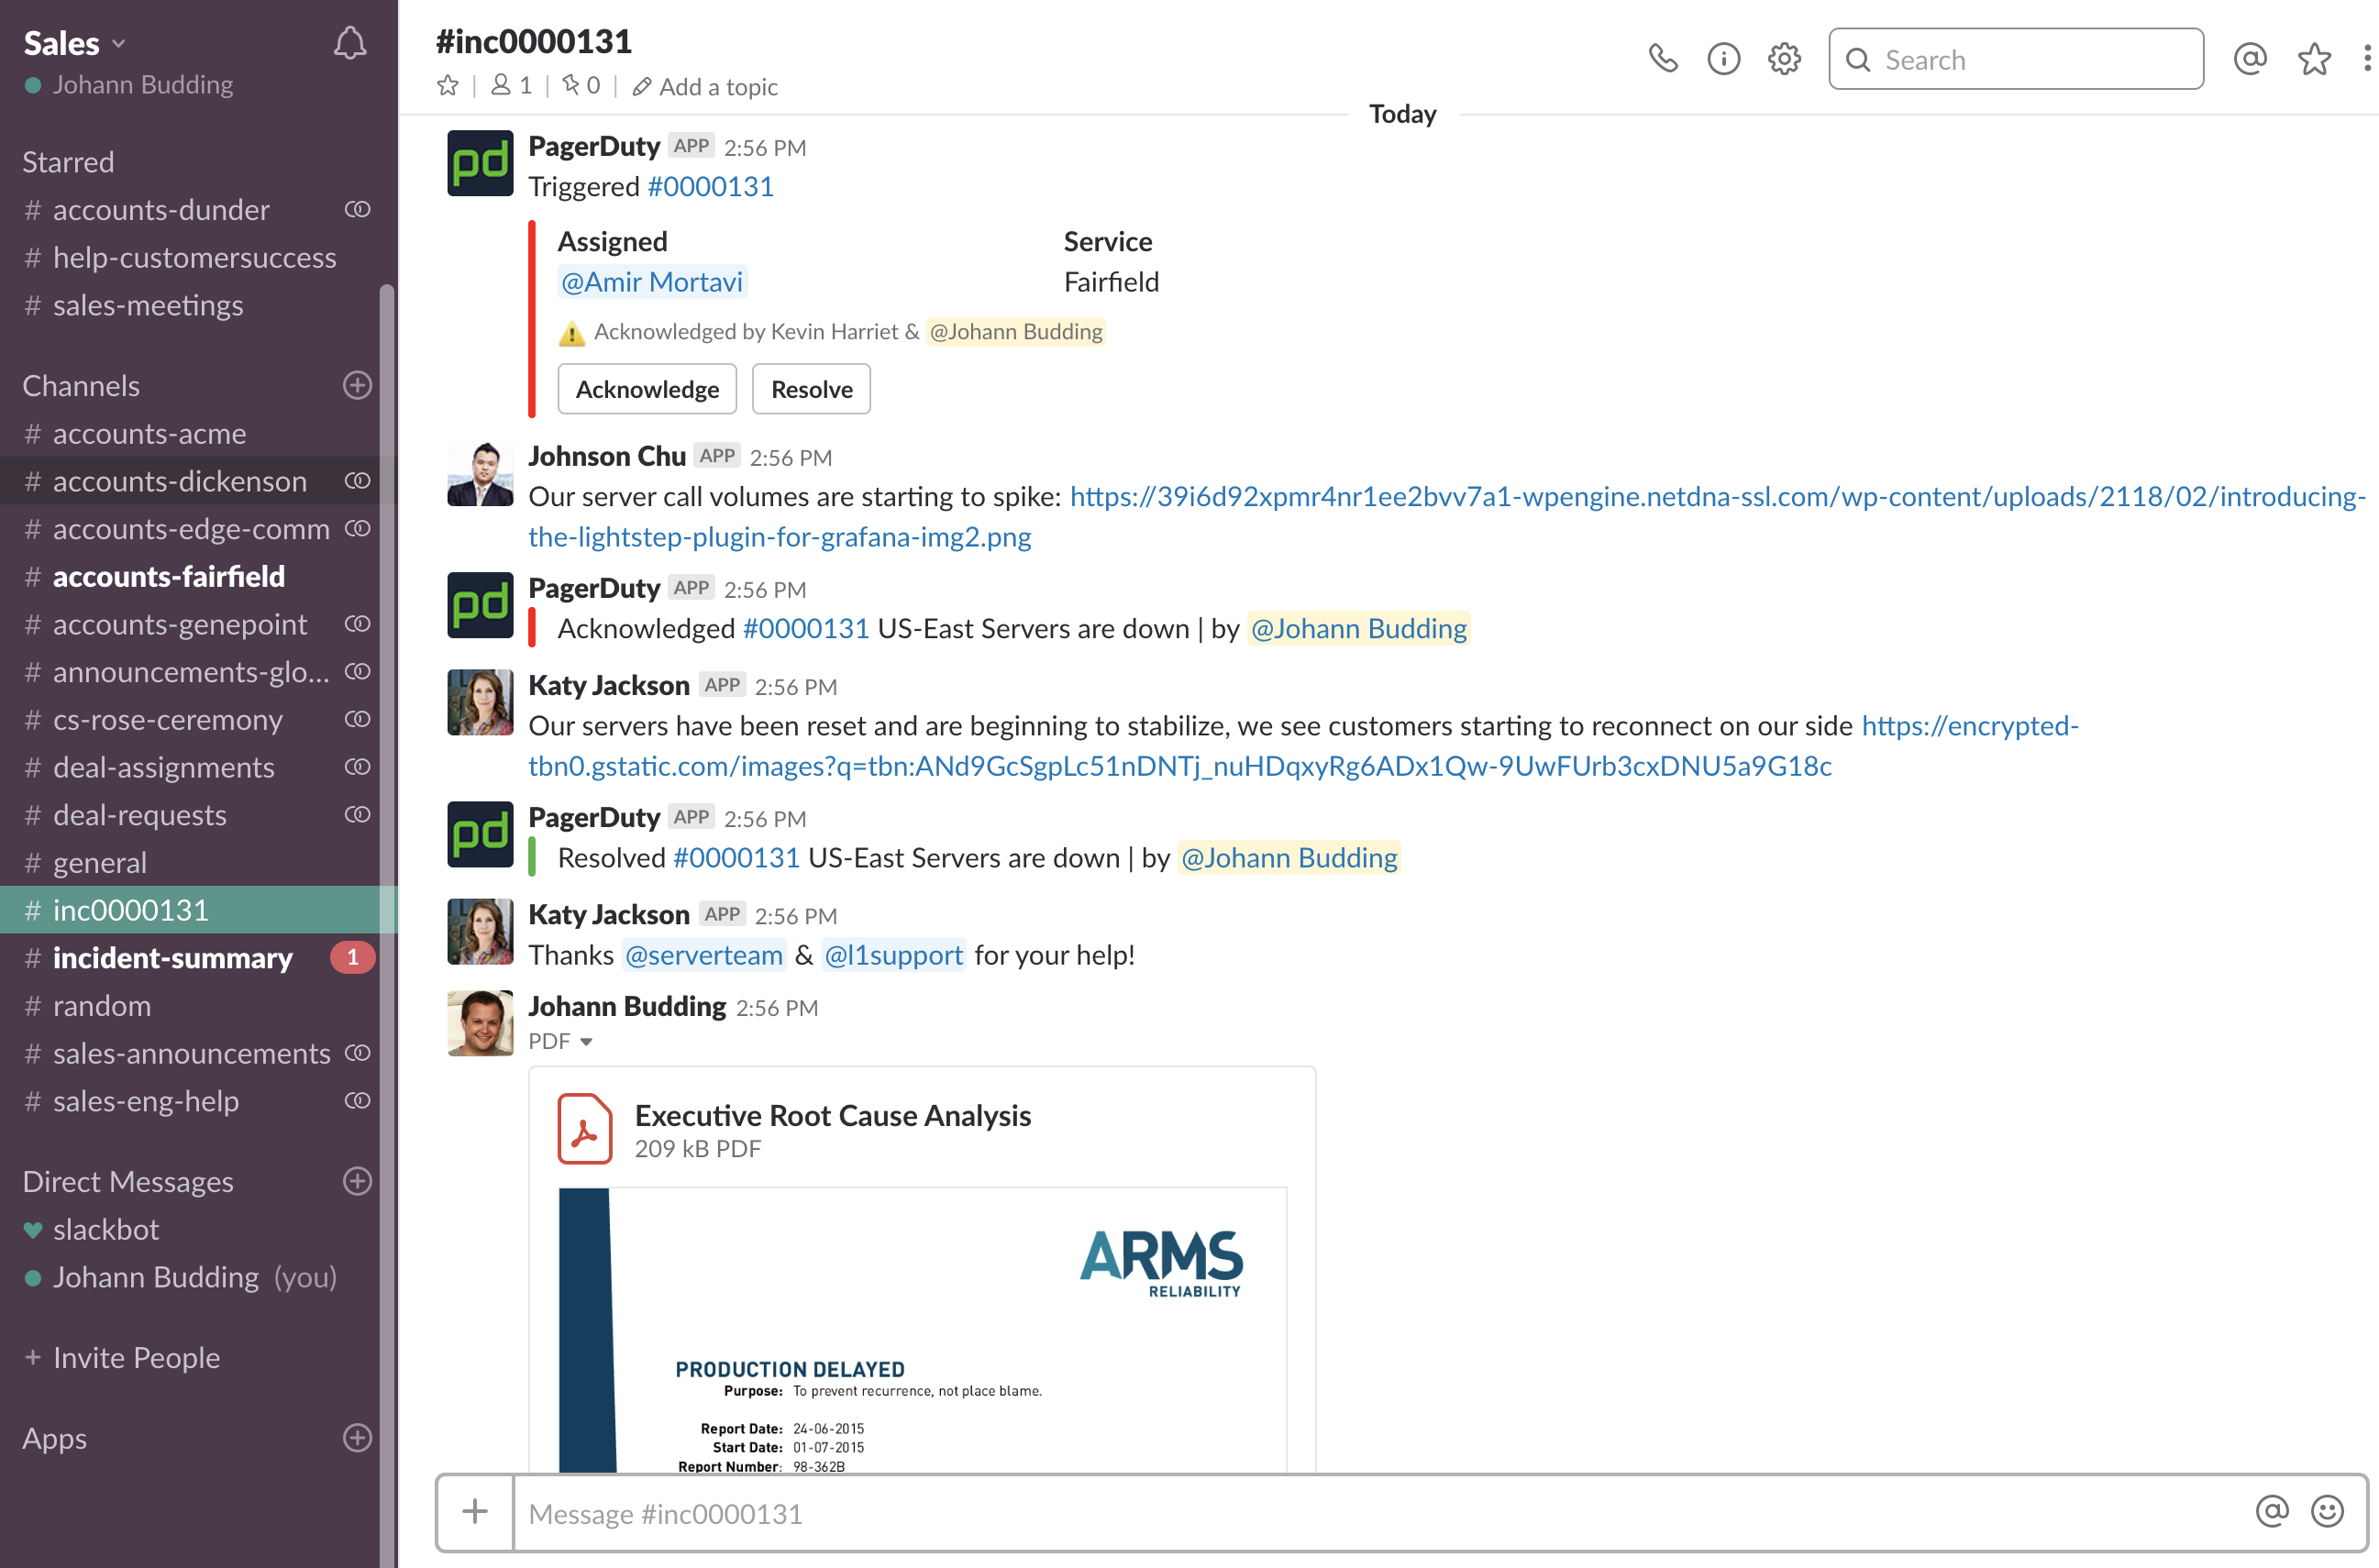 Sales
Johann Budding
Starred
# accounts-dunder
# help-customersuccess
# sales-meetings
Channels
# accounts-acme
# accounts-dickenson
# accounts-edge-comm
# accounts-fairfield
# accounts-genepoint
# announcements-glo...
# cs-rose-ceremony
# deal-assignments
# deal-requests
# general
# inc0000131
# incident-summary 1
# random
# sales-announcements
# sales-eng-help
Direct Messages
slackbot
Johann Budding (you)
+ Invite People
Apps
#inc0000131
1 | 0 | Add a topic
Search
Today
pd
PagerDuty APP 2:56 PM
Triggered #0000131
Assigned Service
@Amir Mortavi Fairfield
Acknowledged by Kevin Harriet & @Johann Budding
Acknowledge Resolve
Johnson Chu APP 2:56 PM
Our server call volumes are starting to spike: https://39i6d92xpmr4nr1ee2bvv7a1-wpengine.netdna-ssl.com/wp-content/uploads/2118/02/introducing-
the-lightstep-plugin-for-grafana-img2.png
pd
PagerDuty APP 2:56 PM
Acknowledged #0000131 US-East Servers are down | by @Johann Budding
Katy Jackson APP 2:56 PM
Our servers have been reset and are beginning to stabilize, we see customers starting to reconnect on our side https://encrypted-
tbn0.gstatic.com/images?q=tbn:ANd9GcSgpLc51nDNTj_nuHDqxyRg6ADx1Qw-9UwFUrb3cxDNU5a9G18c
pd
PagerDuty APP 2:56 PM
Resolved #0000131 US-East Servers are down | by @Johann Budding
Katy Jackson APP 2:56 PM
Thanks @serverteam & @l1support for your help!
Johann Budding 2:56 PM
PDF
Executive Root Cause Analysis
209 kB PDF
ARMS
RELIABILITY
PRODUCTION DELAYED
Purpose: To prevent recurrence, not place blame.
Report Date: 24-06-2015
Start Date: 01-07-2015
Report Number: 98-362B
+ Message #inc0000131